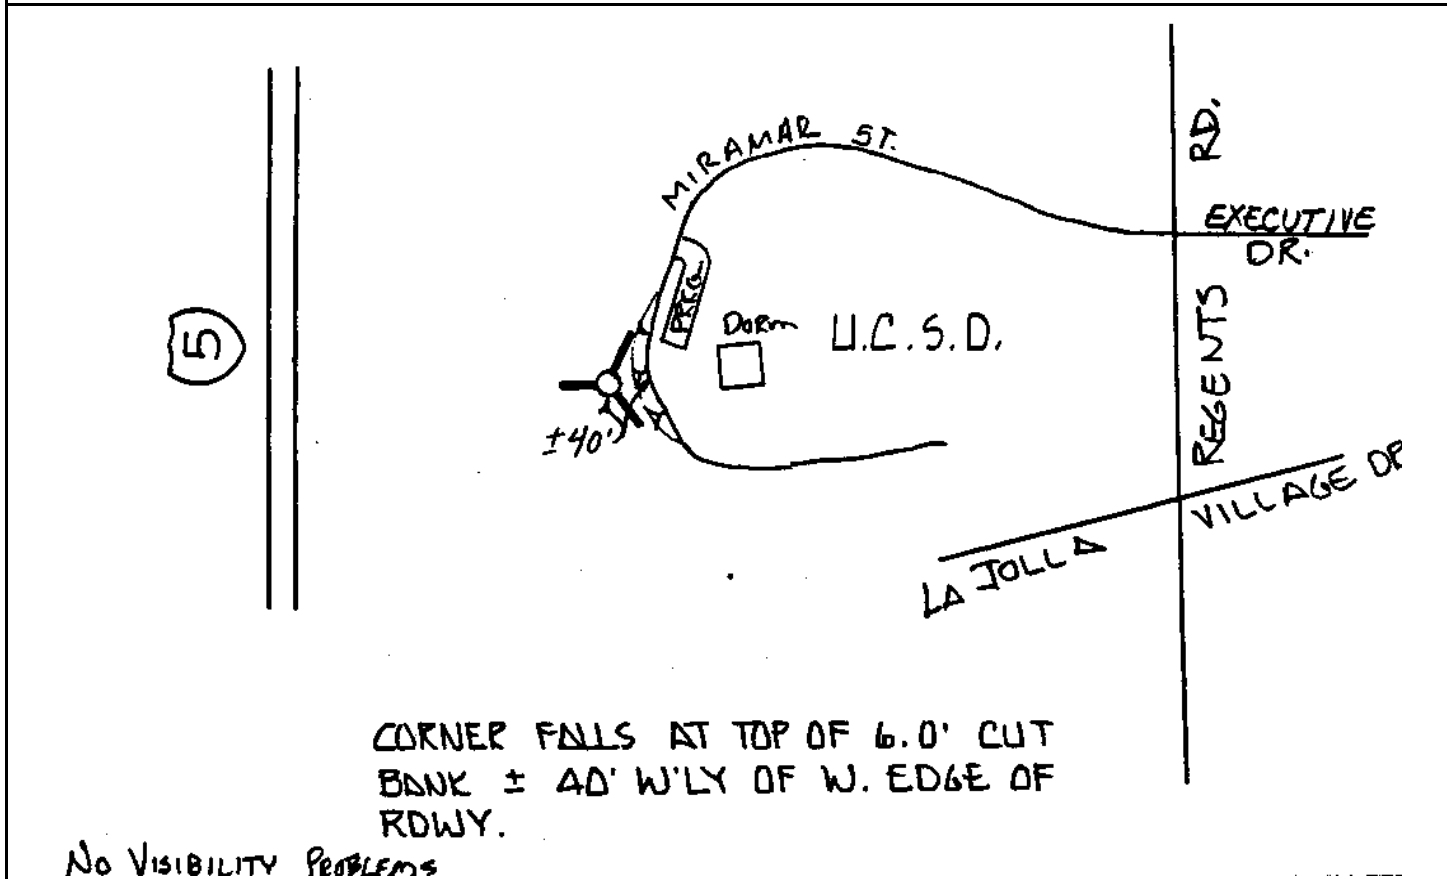 MIRAMAR ST.
RD.
EXECUTIVE
DR.
PRKG
DORM
U.C.S.D.
5
REGENTS
±40'
LA JOLLA
VILLAGE DR
CORNER FALLS AT TOP OF 6.0' CUT
BANK ± 40' W'LY OF W. EDGE OF
RDWY.
NO VISIBILITY PROBLEMS